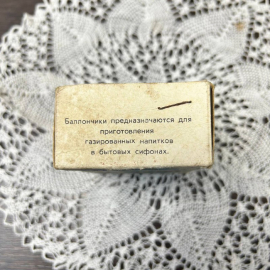 Баллончики предназначаются для
приготовления
газированных напитков
в бытовых сифонах.